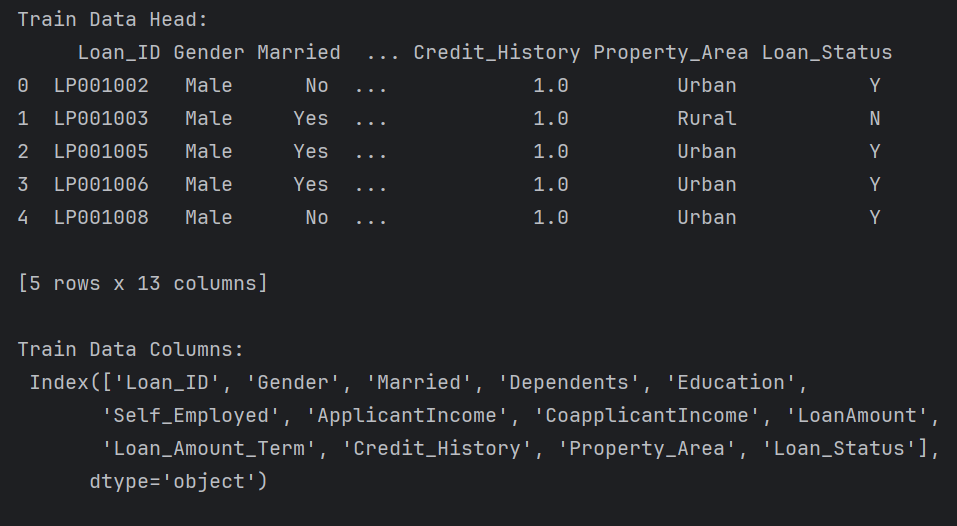 Train Data Head:
Loan_ID Gender Married ... Credit_History Property_Area Loan_Status
0 LP001002 Male No ... 1.0 Urban Y
1 LP001003 Male Yes ... 1.0 Rural N
2 LP001005 Male Yes ... 1.0 Urban Y
3 LP001006 Male Yes ... 1.0 Urban Y
4 LP001008 Male No ... 1.0 Urban Y
[5 rows x 13 columns]
Train Data Columns:
Index(['Loan_ID', 'Gender', 'Married', 'Dependents', 'Education',
'Self_Employed', 'ApplicantIncome', 'CoapplicantIncome', 'LoanAmount',
'Loan_Amount_Term', 'Credit_History', 'Property_Area', 'Loan_Status'],
dtype='object')